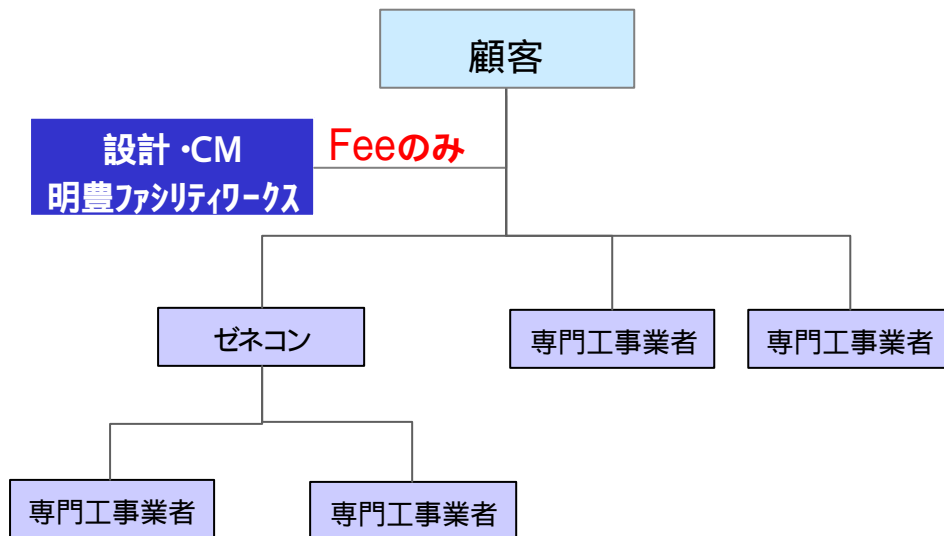 顧客
設計・CM
明豊ﾌｧｼﾘﾃｨﾜｰｸｽ
Feeのみ
ゼネコン
専門工事業者
専門工事業者
専門工事業者
専門工事業者